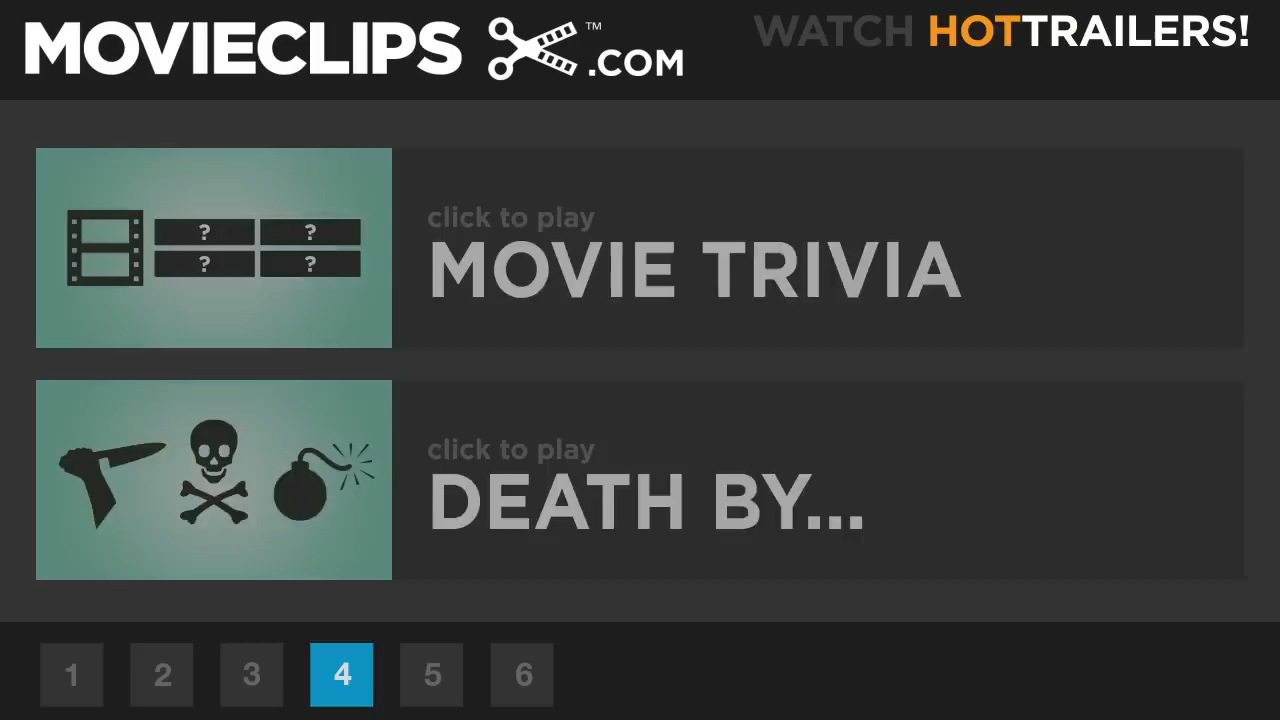 MOVIECLIPS ™ .COM
WATCH HOTTRAILERS!
? ?
? ?
click to play
MOVIE TRIVIA
click to play
DEATH BY...
1 2 3 4 5 6